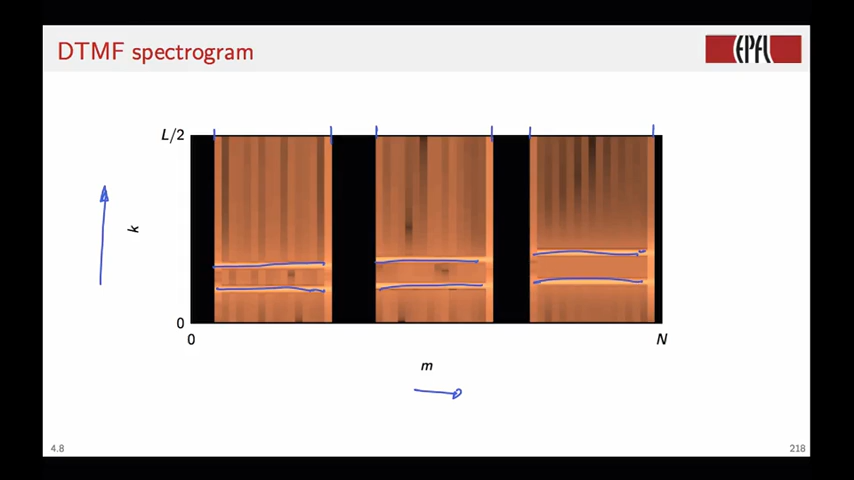 DTMF spectrogram
EPFL
L/2
k
0
0
N
m
4.8
218